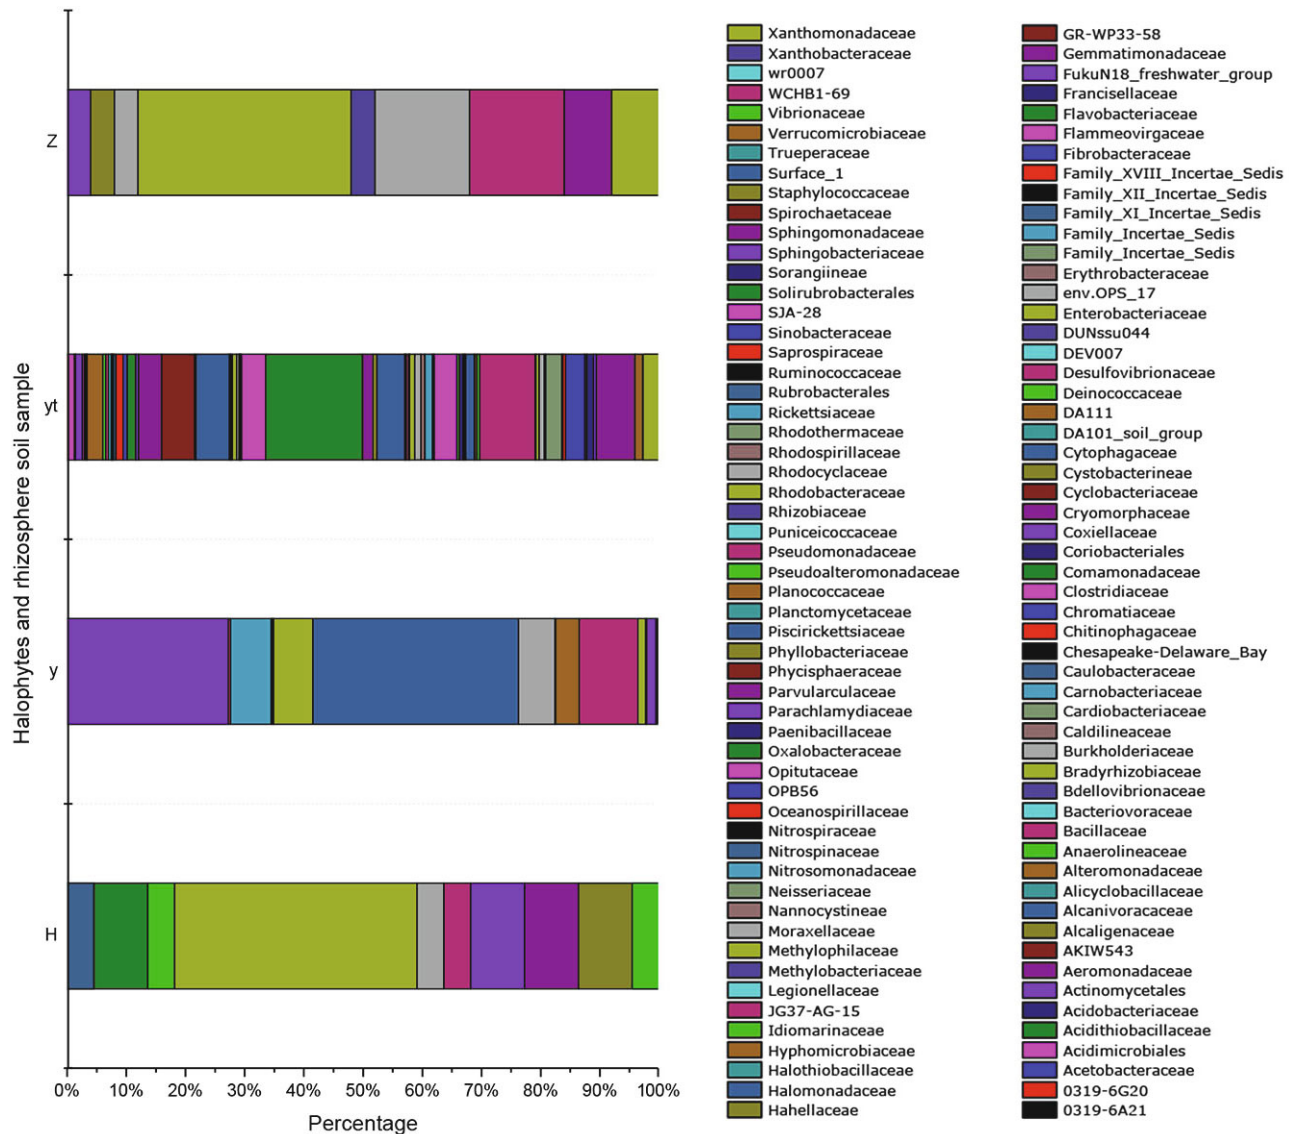 Halophytes and rhizosphere soil sample
Z
yt
y
H
0%
10%
20%
30%
40%
50%
60%
70%
80%
90%
100%
Percentage
Xanthomonadaceae
Xanthobacteraceae
wr0007
WCHB1-69
Vibrionaceae
Verrucomicrobiaceae
Trueperaceae
Surface_1
Staphylococcaceae
Spirochaetaceae
Sphingomonadaceae
Sphingobacteriaceae
Sorangiineae
Solirubrobacterales
SJA-28
Sinobacteraceae
Saprospiraceae
Ruminococcaceae
Rubrobacterales
Rickettsiaceae
Rhodothermaceae
Rhodospirillaceae
Rhodocyclaceae
Rhodobacteraceae
Rhizobiaceae
Puniceicoccaceae
Pseudomonadaceae
Pseudoalteromonadaceae
Planococcaceae
Planctomycetaceae
Piscirickettsiaceae
Phyllobacteriaceae
Phycisphaeraceae
Parvularculaceae
Parachlamydiaceae
Paenibacillaceae
Oxalobacteraceae
Opitutaceae
OPB56
Oceanospirillaceae
Nitrospiraceae
Nitrospinaceae
Nitrosomonadaceae
Neisseriaceae
Nannocystineae
Moraxellaceae
Methylophilaceae
Methylobacteriaceae
Legionellaceae
JG37-AG-15
Idiomarinaceae
Hyphomicrobiaceae
Halothiobacillaceae
Halomonadaceae
Hahellaceae
GR-WP33-58
Gemmatimonadaceae
FukuN18_freshwater_group
Francisellaceae
Flavobacteriaceae
Flammeovirgaceae
Fibrobacteraceae
Family_XVIII_Incertae_Sedis
Family_XII_Incertae_Sedis
Family_XI_Incertae_Sedis
Family_Incertae_Sedis
Family_Incertae_Sedis
Erythrobacteraceae
env.OPS_17
Enterobacteriaceae
DUNssu044
DEV007
Desulfovibrionaceae
Deinococcaceae
DA111
DA101_soil_group
Cytophagaceae
Cystobacterineae
Cyclobacteriaceae
Cryomorphaceae
Coxiellaceae
Coriobacteriales
Comamonadaceae
Clostridiaceae
Chromatiaceae
Chitinophagaceae
Chesapeake-Delaware_Bay
Caulobacteraceae
Carnobacteriaceae
Cardiobacteriaceae
Caldilineaceae
Burkholderiaceae
Bradyrhizobiaceae
Bdellovibrionaceae
Bacteriovoraceae
Bacillaceae
Anaerolineaceae
Alteromonadaceae
Alicyclobacillaceae
Alcanivoracaceae
Alcaligenaceae
AKIW543
Aeromonadaceae
Actinomycetales
Acidobacteriaceae
Acidithiobacillaceae
Acidimicrobiales
Acetobacteraceae
0319-6G20
0319-6A21